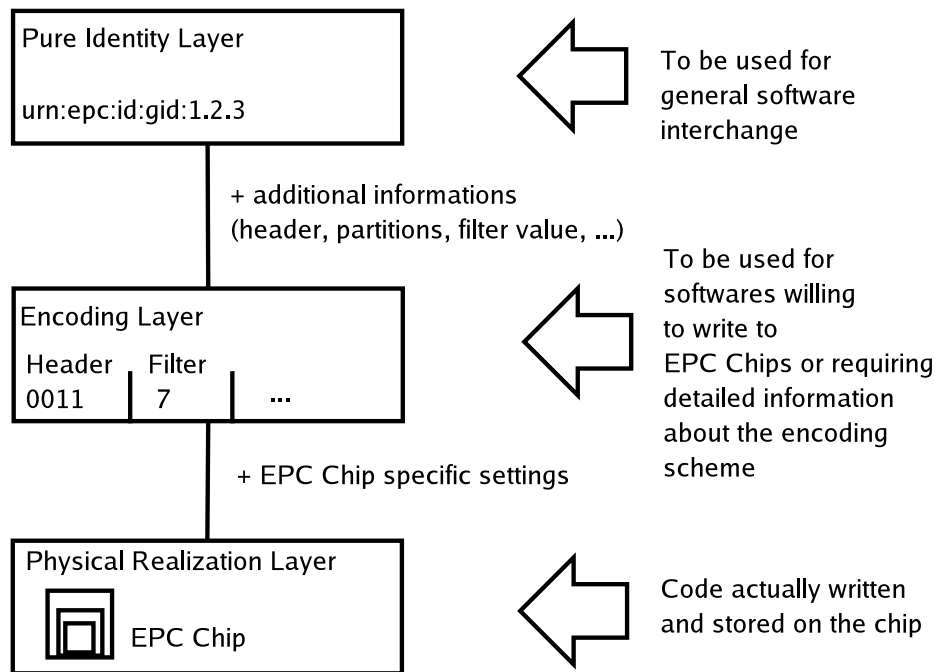 Pure Identity Layer
urn:epc:id:gid:1.2.3
To be used for
general software
interchange
+ additional informations
(header, partitions, filter value, ...)
Encoding Layer
Header Filter
0011 7 ...
To be used for
softwares willing
to write to
EPC Chips or requiring
detailed information
about the encoding
scheme
+ EPC Chip specific settings
Physical Realization Layer
EPC Chip
Code actually written
and stored on the chip